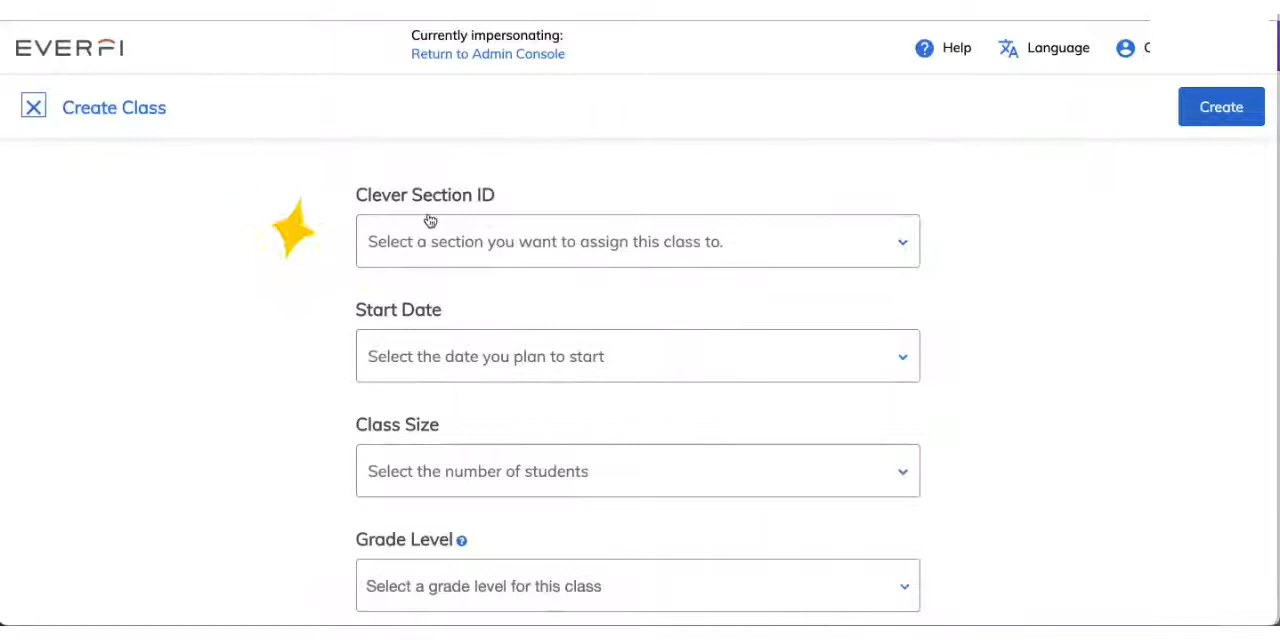 EVERFI
Currently impersonating:
Return to Admin Console
Help
Language
Create Class
Create
Clever Section ID
Select a section you want to assign this class to.
Start Date
Select the date you plan to start
Class Size
Select the number of students
Grade Level
Select a grade level for this class